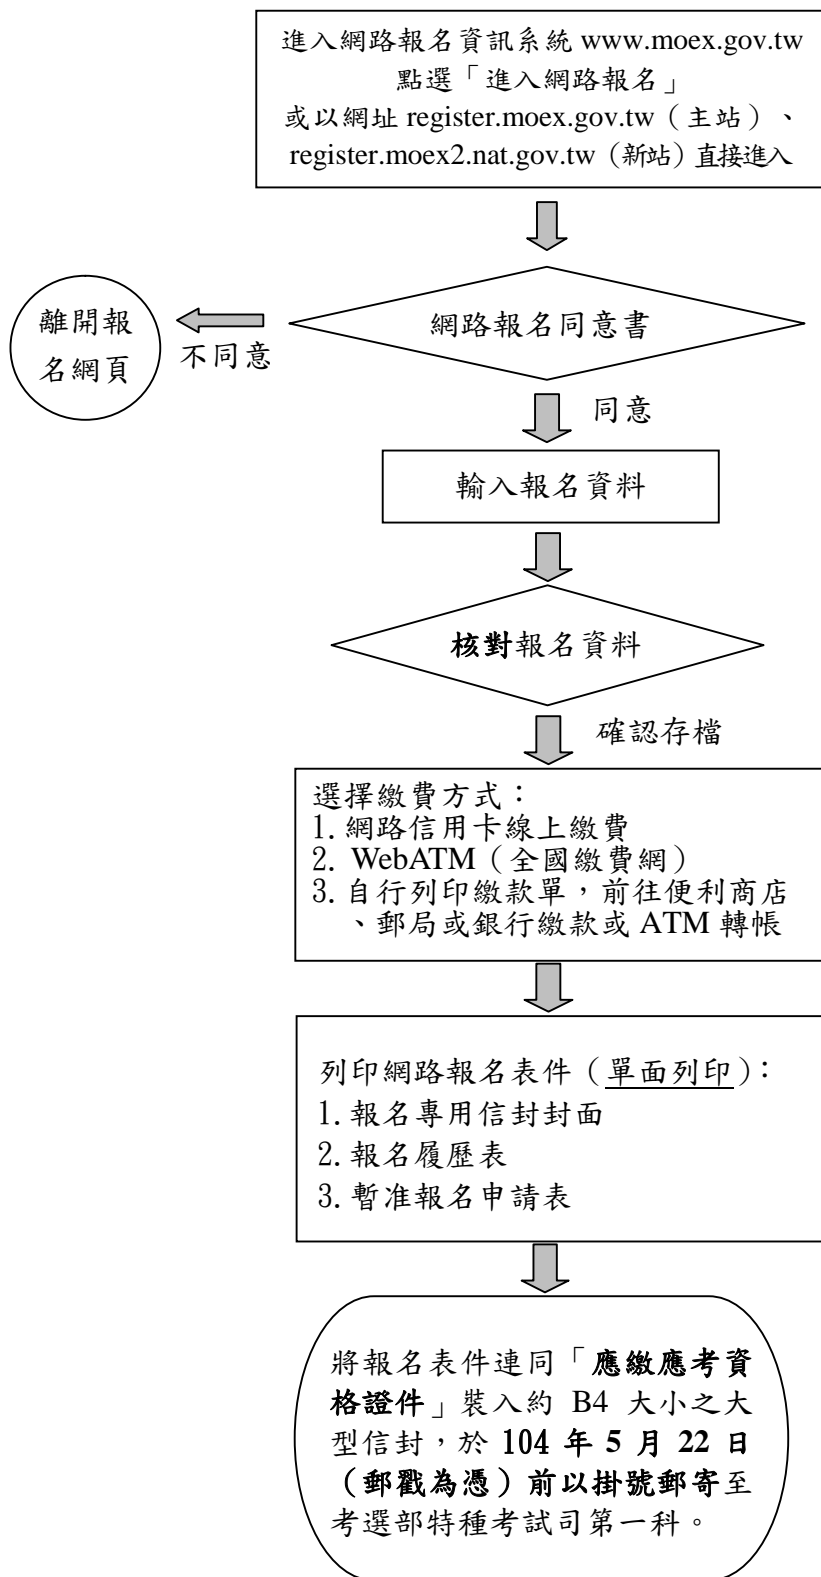 進入網路報名資訊系統 www.moex.gov.tw
點選「進入網路報名」
或以網址 register.moex.gov.tw（主站）、
register.moex2.nat.gov.tw（新站）直接進入
網路報名同意書
離開報
名網頁
不同意
同意
輸入報名資料
核對報名資料
確認存檔
選擇繳費方式：
1. 網路信用卡線上繳費
2. WebATM（全國繳費網）
3. 自行列印繳款單，前往便利商店
、郵局或銀行繳款或 ATM 轉帳
列印網路報名表件（單面列印）：
1. 報名專用信封封面
2. 報名履歷表
3. 暫准報名申請表
將報名表件連同「應繳應考資
格證件」裝入約 B4 大小之大
型信封，於 104 年 5 月 22 日
（郵戳為憑）前以掛號郵寄至
考選部特種考試司第一科。